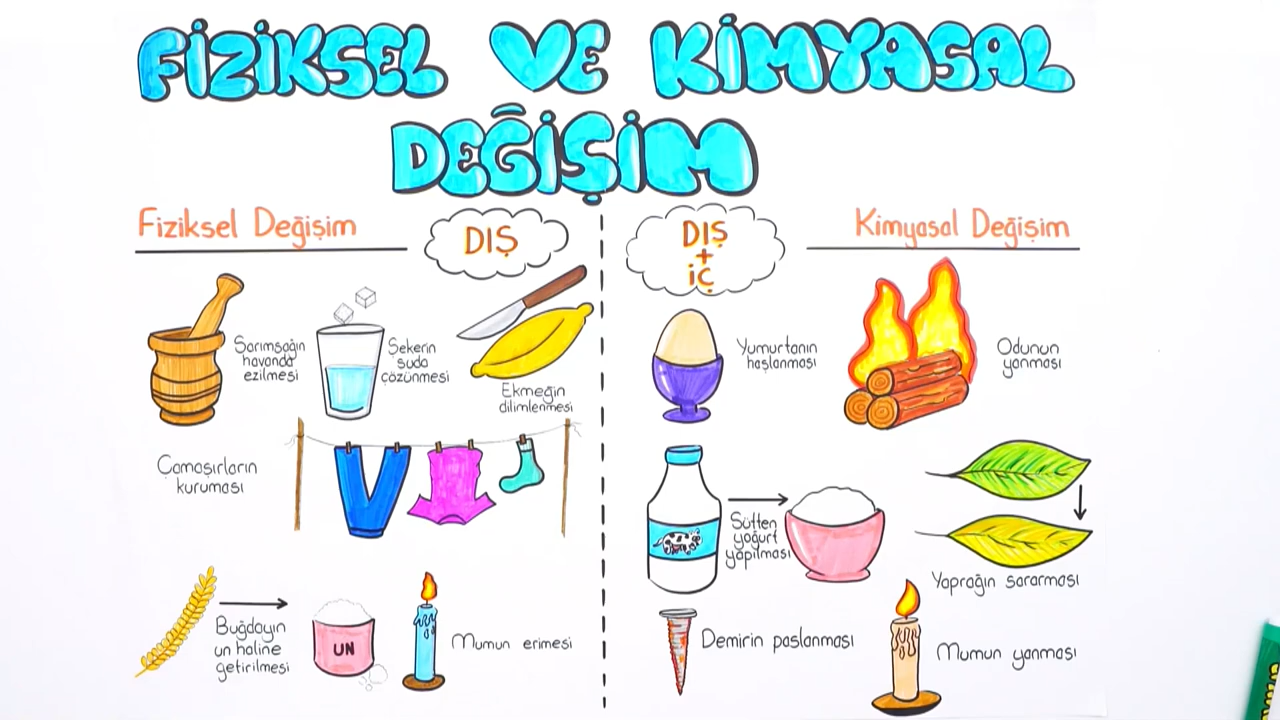 FİZİKSEL VE KİMYASAL
DEĞİŞİM
Fiziksel Değişim
DIŞ
DIŞ
+
İÇ
Kimyasal Değişim
Sarımsağın
havanda
ezilmesi
Şekerin
suda
çözünmesi
Ekmeğin
dilimlenmesi
Yumurtanın
haşlanması
Odunun
yanması
Çamaşırların
kuruması
Sütten
yoğurt
yapılması
Yaprağın sararması
Buğdayın
un haline
getirilmesi
UN
Mumun erimesi
Demirin paslanması
Mumun yanması